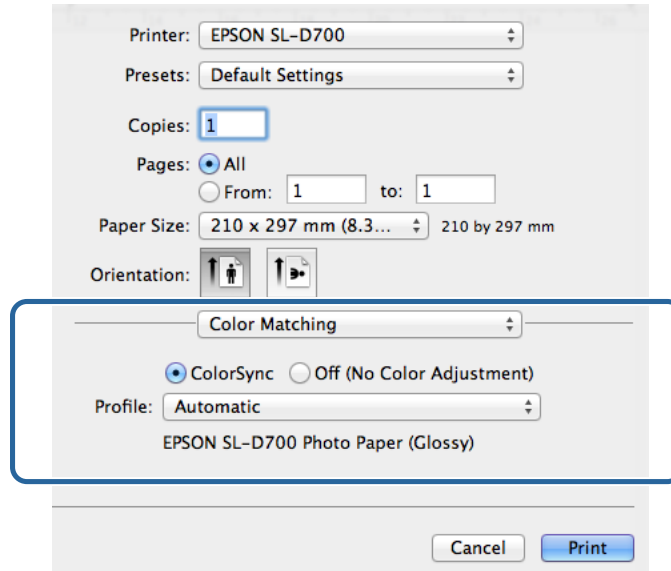 Printer: EPSON SL-D700
Presets: Default Settings
Copies: 1
Pages: All
From: 1 to: 1
Paper Size: 210 x 297 mm (8.3... 210 by 297 mm
Orientation:
Color Matching
ColorSync Off (No Color Adjustment)
Profile: Automatic
EPSON SL-D700 Photo Paper (Glossy)
Cancel Print